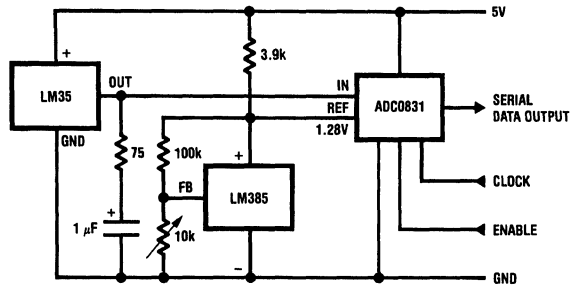 5V
+
3.9k
OUT
IN
LM35
REF
ADC0831
SERIAL
DATA OUTPUT
GND
1.28V
75
100k
+
CLOCK
FB
LM385
+
1 μF
10k
ENABLE
−
GND